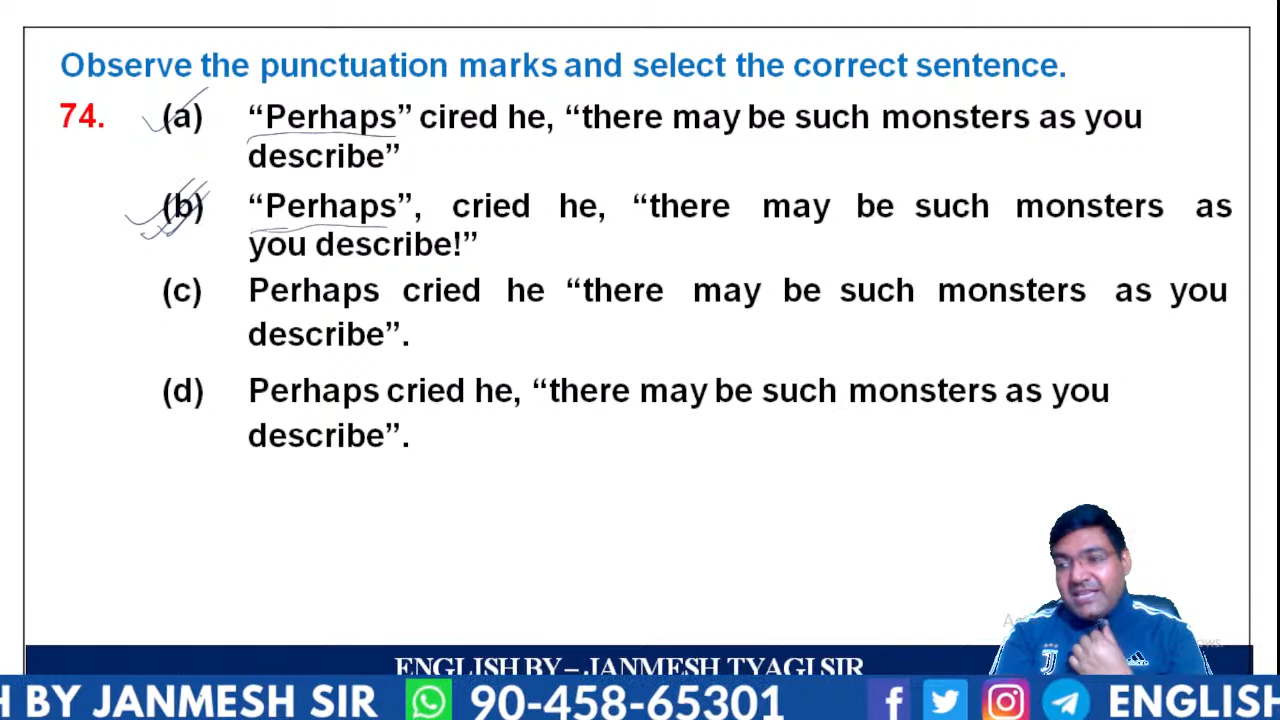 Observe the punctuation marks and select the correct sentence.
74. (a) “Perhaps” cired he, “there may be such monsters as you
describe”
(b) “Perhaps”, cried he, “there may be such monsters as
you describe!”
(c) Perhaps cried he “there may be such monsters as you
describe”.
(d) Perhaps cried he, “there may be such monsters as you
describe”.
ENGLISH BY – JANMESH TYAGI SIR
H BY JANMESH SIR 90-458-65301 ENGLISH